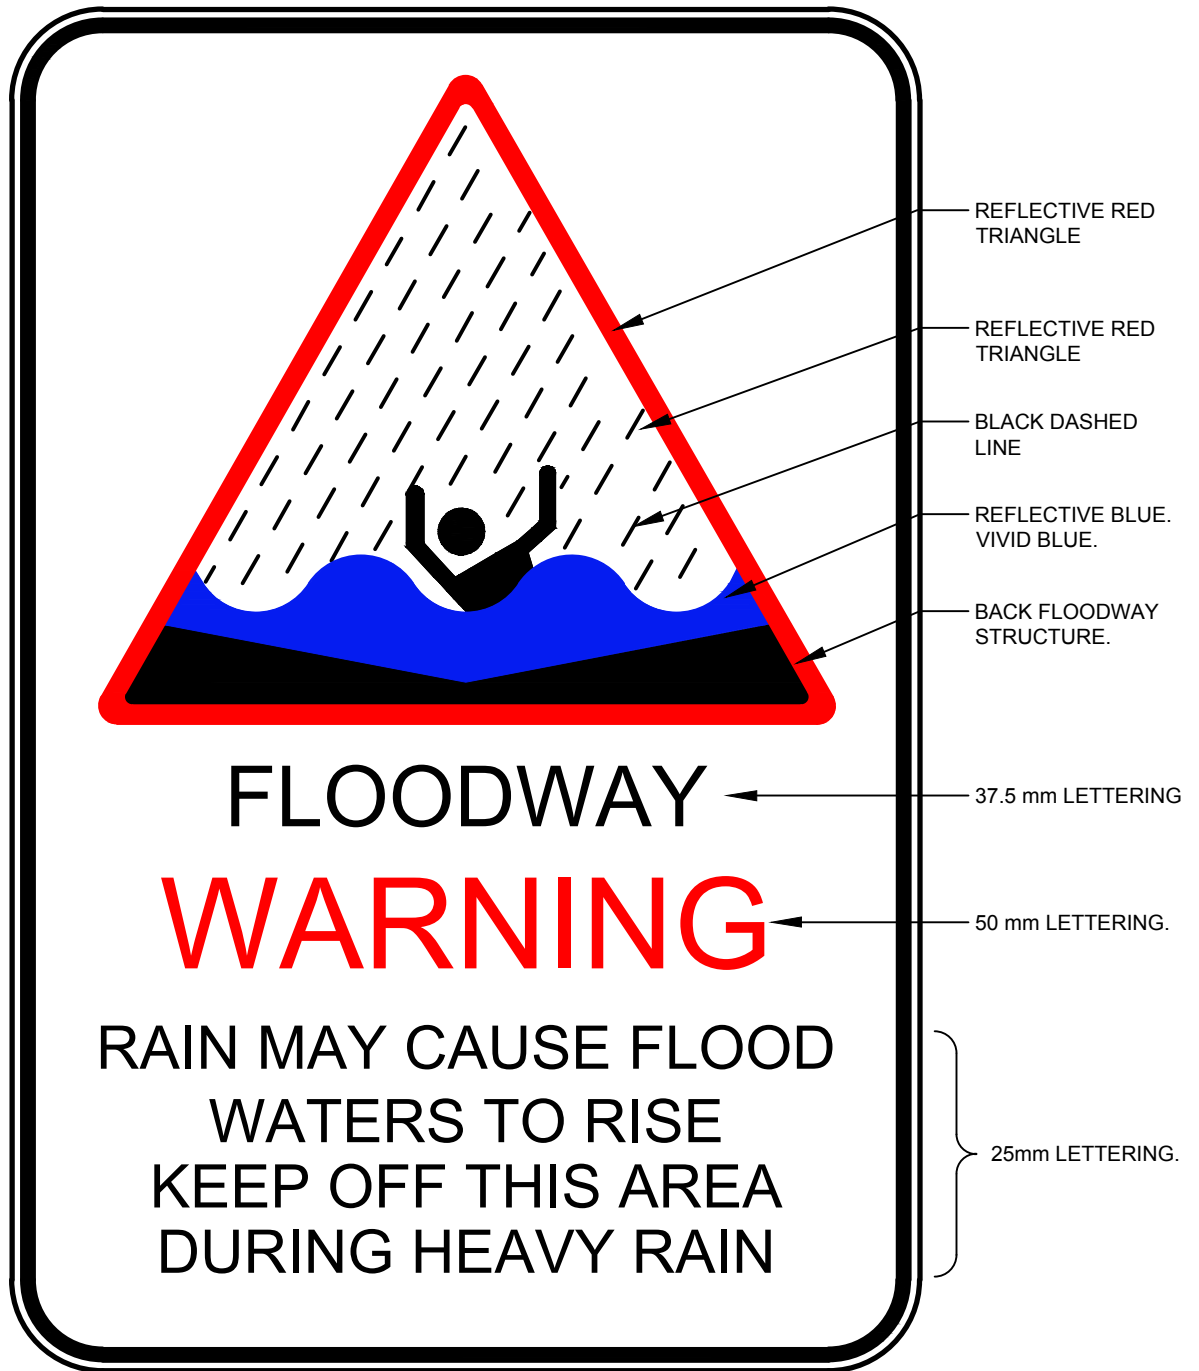 REFLECTIVE RED
TRIANGLE
REFLECTIVE RED
TRIANGLE
BLACK DASHED
LINE
REFLECTIVE BLUE.
VIVID BLUE.
BACK FLOODWAY
STRUCTURE.
FLOODWAY
37.5 mm LETTERING
WARNING
50 mm LETTERING.
RAIN MAY CAUSE FLOOD
WATERS TO RISE
KEEP OFF THIS AREA
DURING HEAVY RAIN
25mm LETTERING.